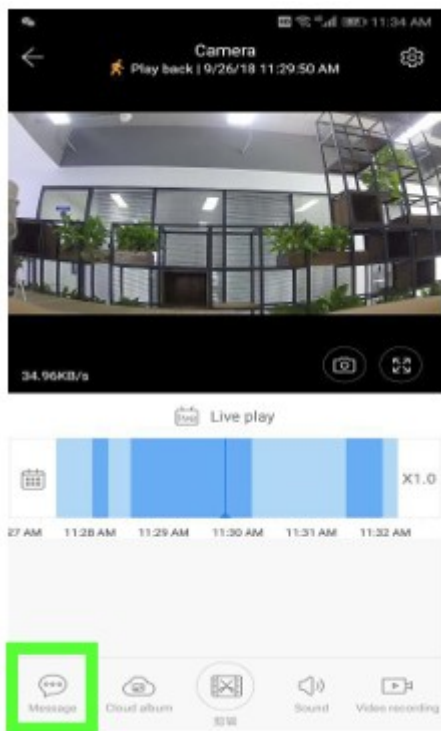 11:34 AM
Camera
Play back | 9/26/18 11:29:50 AM
34.96KB/s
Live play
X1.0
27 AM 11:28 AM 11:29 AM 11:30 AM 11:31 AM 11:32 AM
Message Cloud album 剪辑 Sound Video recording